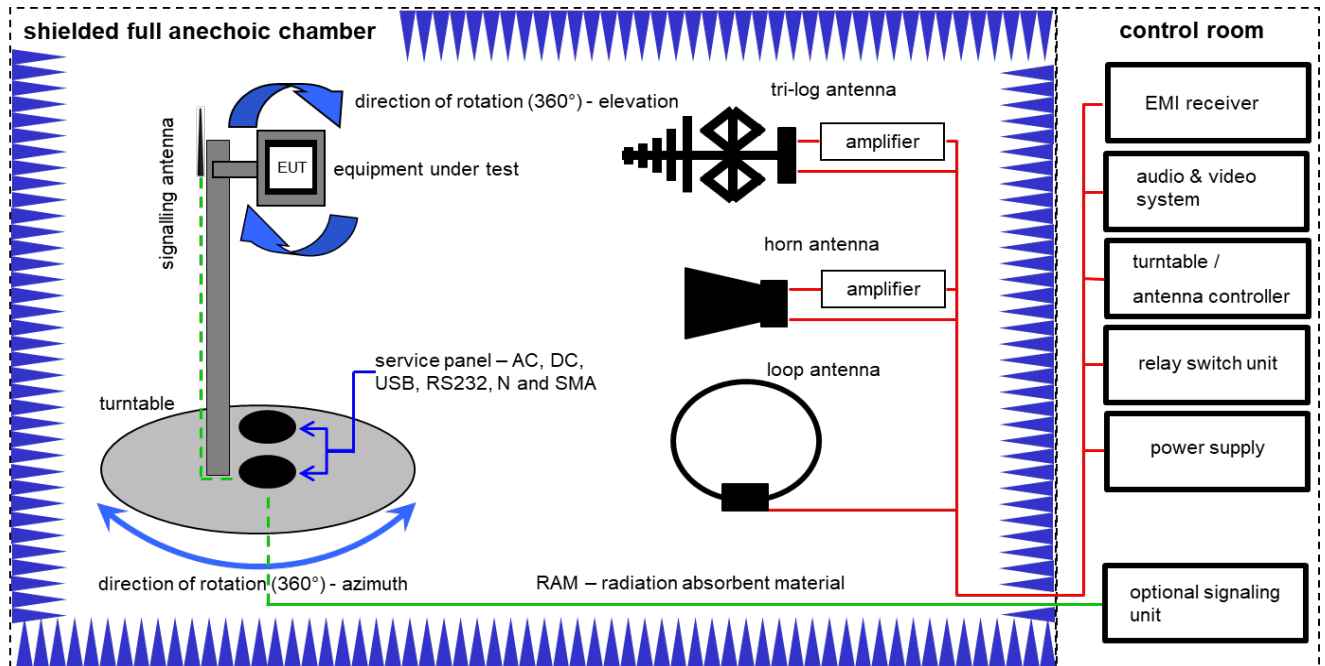 shielded full anechoic chamber
control room
direction of rotation (360°) - elevation
tri-log antenna
EMI receiver
amplifier
signalling antenna
EUT
equipment under test
audio & video
system
horn antenna
turntable /
antenna controller
amplifier
service panel – AC, DC,
USB, RS232, N and SMA
loop antenna
relay switch unit
turntable
power supply
direction of rotation (360°) - azimuth
RAM – radiation absorbent material
optional signaling
unit